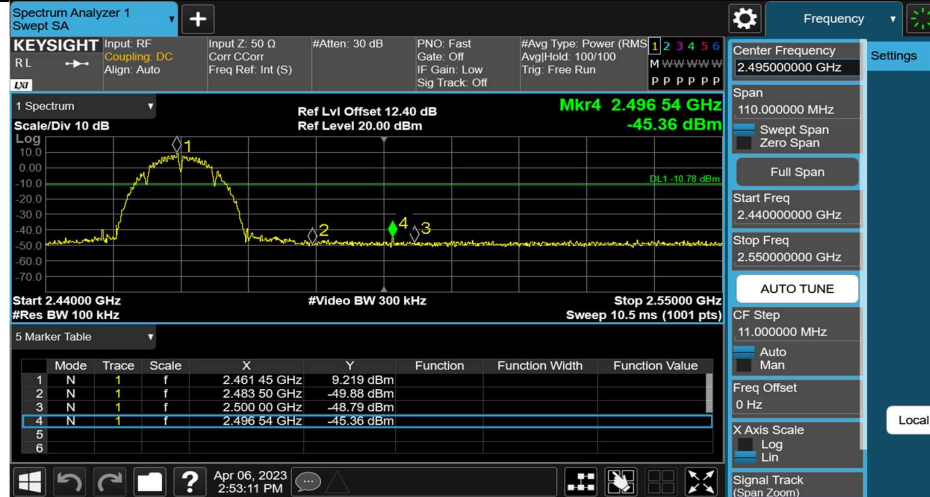 Spectrum Analyzer 1
Swept SA
+
Frequency
KEYSIGHT
R L
LXI
Input: RF
Coupling: DC
Align: Auto
Input Z: 50 Ω
Corr CCorr
Freq Ref: Int (S)
#Atten: 30 dB
PNO: Fast
Gate: Off
IF Gain: Low
Sig Track: Off
#Avg Type: Power (RMS
Avg|Hold: 100/100
Trig: Free Run
1 2 3 4 5 6
M W W W W W
P P P P P P
1 Spectrum
Scale/Div 10 dB
Log
Ref Lvl Offset 12.40 dB
Ref Level 20.00 dBm
Mkr4 2.496 54 GHz
-45.36 dBm
10.0
0.00
-10.0
-20.0
-30.0
-40.0
-50.0
-60.0
-70.0
1
2
4
3
DL1 -10.78 dBm
Start 2.44000 GHz
#Res BW 100 kHz
#Video BW 300 kHz
Stop 2.55000 GHz
Sweep 10.5 ms (1001 pts)
5 Marker Table
Mode Trace Scale X Y Function Function Width Function Value
1 N 1 f 2.461 45 GHz 9.219 dBm
2 N 1 f 2.483 50 GHz -49.88 dBm
3 N 1 f 2.500 00 GHz -48.79 dBm
4 N 1 f 2.496 54 GHz -45.36 dBm
5
6
?
Apr 06, 2023
2:53:11 PM
Center Frequency
2.495000000 GHz
Settings
Span
110.000000 MHz
Swept Span
Zero Span
Full Span
Start Freq
2.440000000 GHz
Stop Freq
2.550000000 GHz
AUTO TUNE
CF Step
11.000000 MHz
Auto
Man
Freq Offset
0 Hz
Local
X Axis Scale
Log
Lin
Signal Track
(Span Zoom)